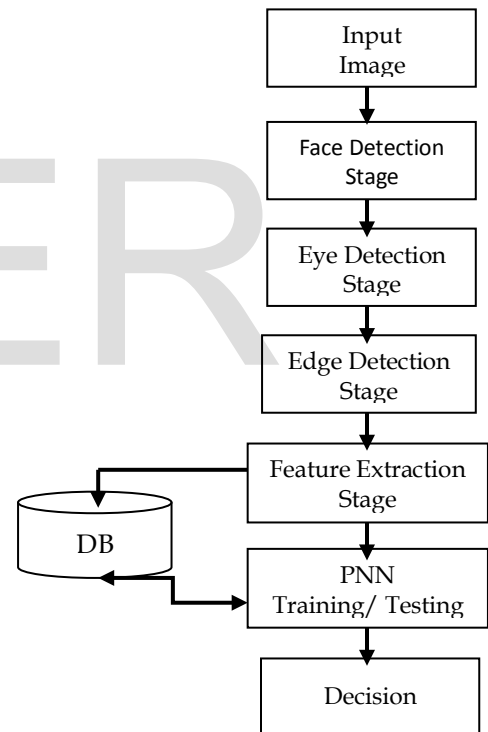 Input
Image
Face Detection
Stage
Eye Detection
Stage
Edge Detection
Stage
Feature Extraction
Stage
DB
PNN
Training/ Testing
Decision
ER